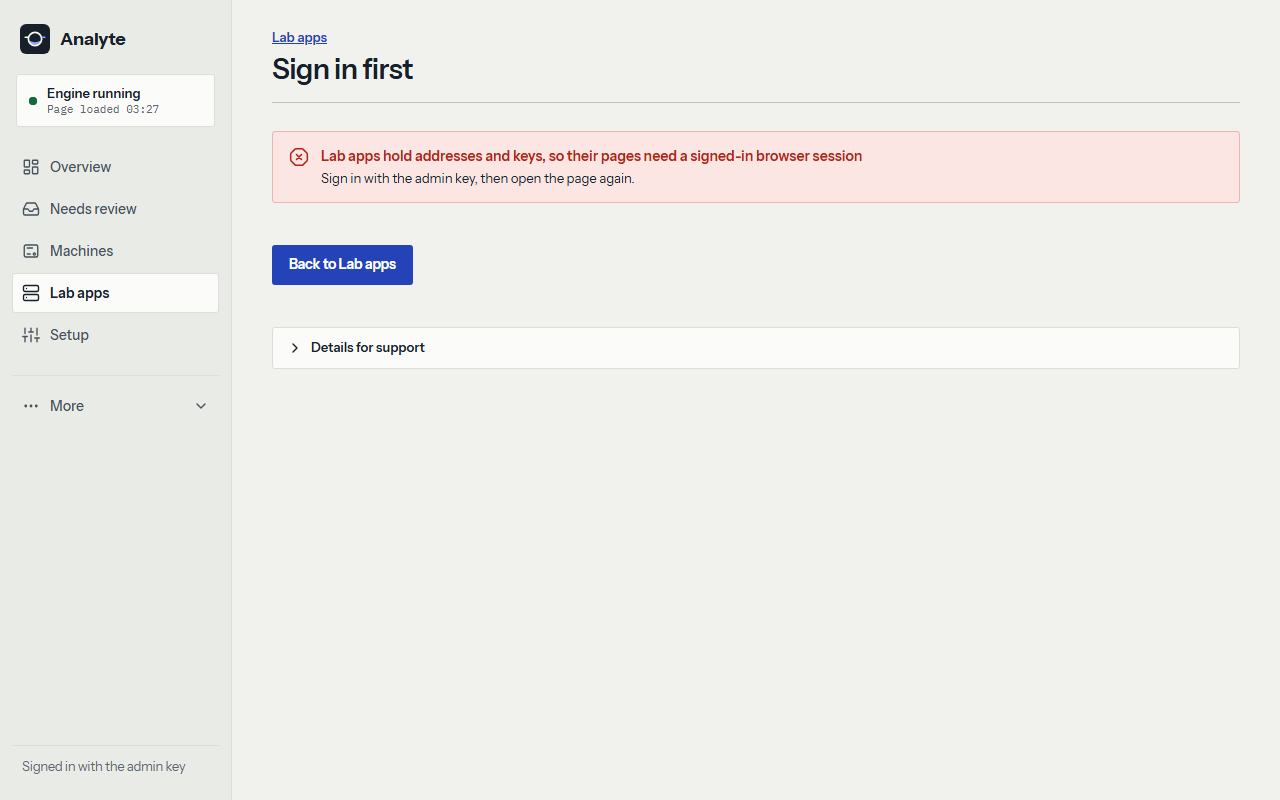 Analyte
Engine running
Page loaded 03:27
Overview
Needs review
Machines
Lab apps
Setup
More
Signed in with the admin key
Lab apps
Sign in first
Lab apps hold addresses and keys, so their pages need a signed-in browser session
Sign in with the admin key, then open the page again.
Back to Lab apps
Details for support